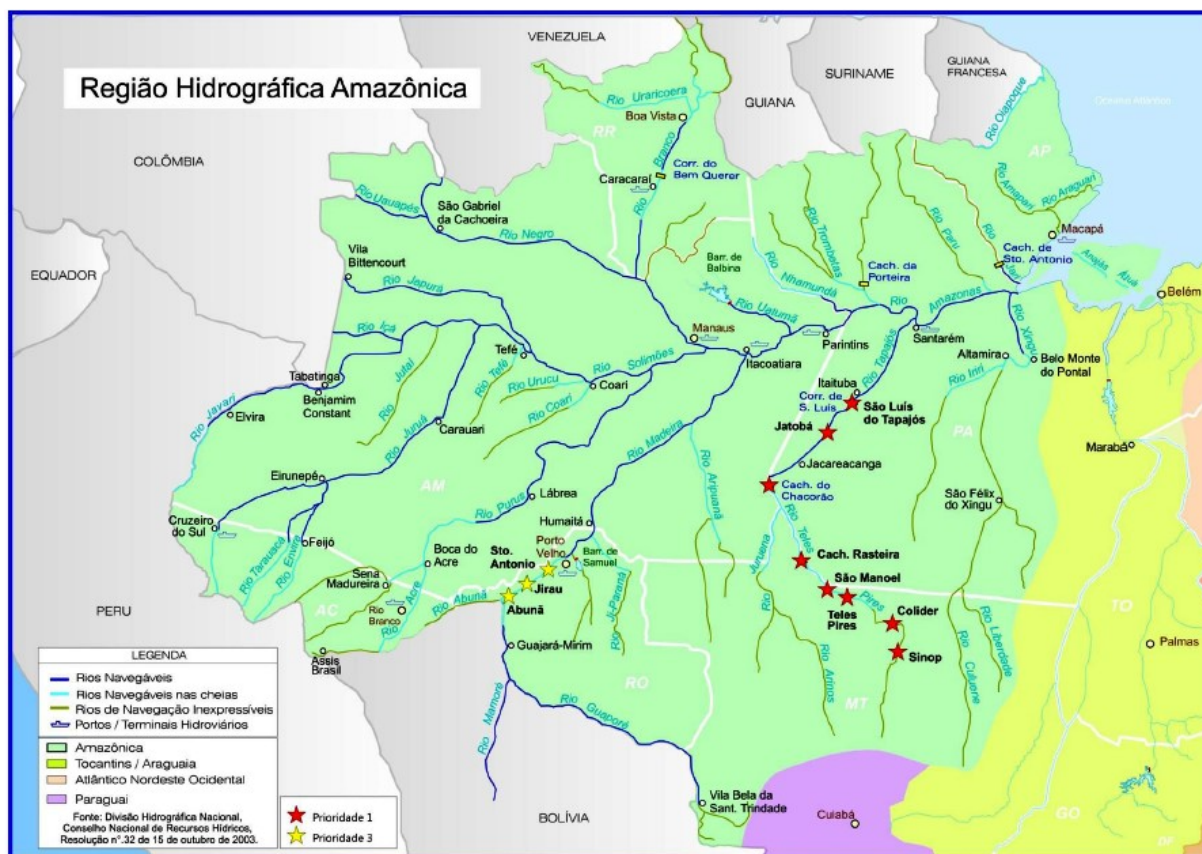 Região Hidrográfica Amazônica
VENEZUELA
GUIANA
SURINAME
GUIANA
FRANCESA
Oceano Atlântico
COLÔMBIA
EQUADOR
PERU
BOLÍVIA
Rio Uraricoera
Boa Vista
RR
Rio Branco
Corr. do
Bem Querer
Caracaraí
Rio Oiapoque
AP
Rio Amapari
Rio Araguari
Macapá
Rio Uaupés
São Gabriel
da Cachoeira
Rio Negro
Vila
Bittencourt
Rio Japurá
Barr. de
Balbina
Rio Trombetas
Rio Paru
Rio Jari
Cach. de
Sto. Antonio
Cach. da
Porteira
Rio Nhamundá
Rio Amazonas
Anajás
Belém
Rio Içá
Rio Uatumã
Manaus
Parintins
Santarém
Rio Xingu
Itacoatiara
Altamira
Belo Monte
do Pontal
Tefé
Rio Solimões
Rio Tapajós
Jutaí
Rio Tefé
Rio Urucu
Coari
Rio Coari
Rio Iriri
Itaituba
Tabatinga
Benjamim
Constant
Rio Javari
Elvira
Rio Juruá
Carauari
Corr. de
S. Luís
São Luís
do Tapajós
Jatobá
PA
Marabá
Rio Madeira
Jacareacanga
Eirunepé
AM
Rio Aripuanã
Cach. do
Chacorão
Lábrea
Rio Purus
São Félix
do Xingu
Cruzeiro
do Sul
Humaitá
Rio Teles Pires
Feijó
Rio Tarauacá
Rio Envira
Boca do
Acre
Sto.
Antonio
Porto
Velho
Barr. de
Samuel
Juruena
Rio
Cach. Rasteira
Sena
Madureira
Jirau
São Manoel
AC
Rio
Branco
Rio Acre
Rio Abunã
Abunã
Rio Ji-Paraná
Teles
Pires
Colider
TO
Rio Liberdade
Assis
Brasil
Guajará-Mirim
Sinop
Palmas
RO
Rio Arinos
Rio Culuene
MT
Rio Mamoré
Rio Guaporé
Vila Bela da
Sant. Trindade
Cuiabá
GO
DF
LEGENDA
Rios Navegáveis
Rios Navegáveis nas cheias
Rios de Navegação Inexpressíveis
Portos / Terminais Hidroviários
Amazônica
Tocantins / Araguaia
Atlântico Nordeste Ocidental
Paraguai
Fonte: Divisão Hidrográfica Nacional,
Conselho Nacional de Recursos Hídricos,
Resolução n°.32 de 15 de outubro de 2003.
Prioridade 1
Prioridade 3